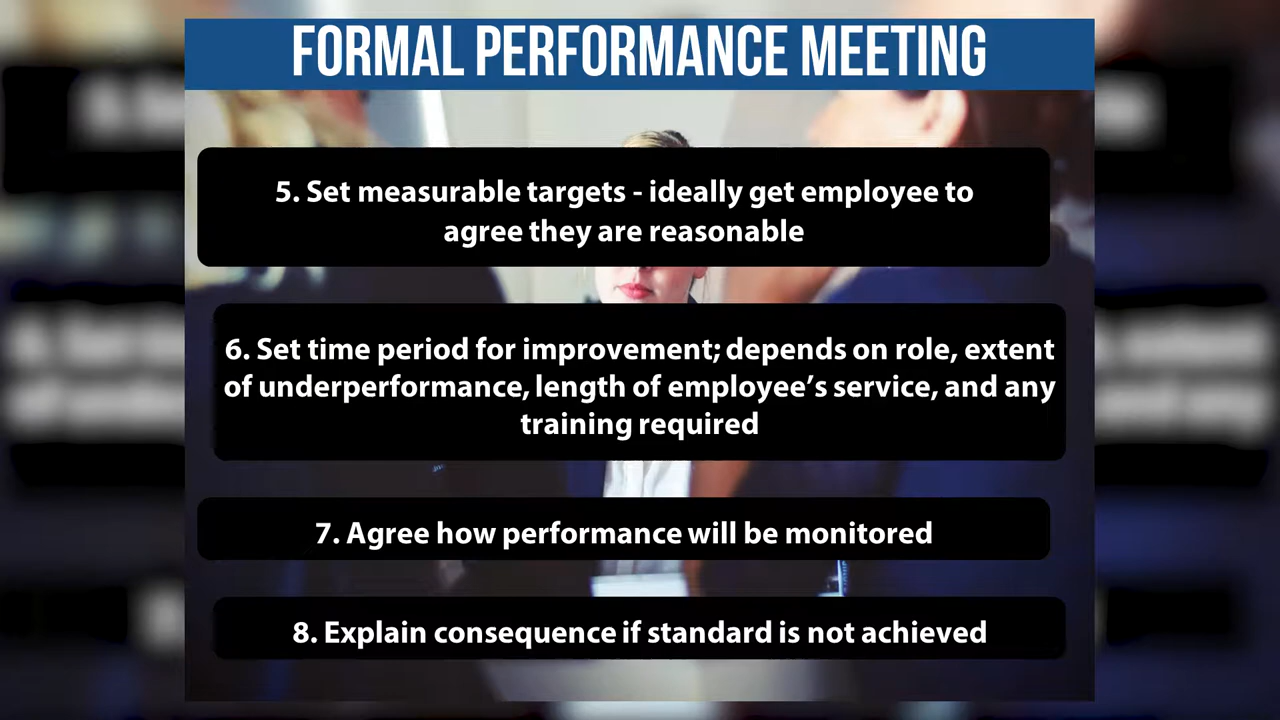 FORMAL PERFORMANCE MEETING
5. Set measurable targets - ideally get employee to
agree they are reasonable
6. Set time period for improvement; depends on role, extent
of underperformance, length of employee’s service, and any
training required
7. Agree how performance will be monitored
8. Explain consequence if standard is not achieved